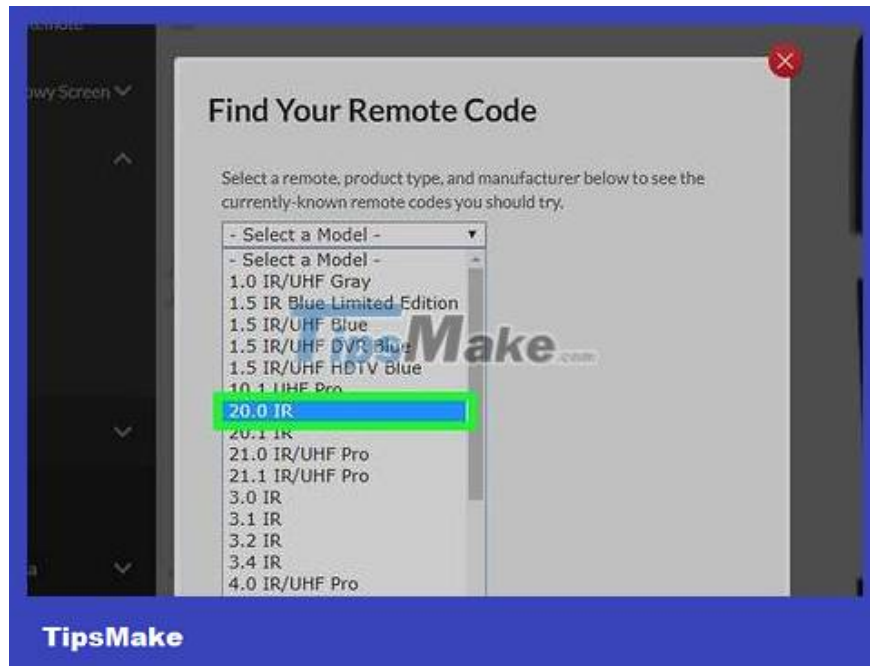 owy Screen
Find Your Remote Code
Select a remote, product type, and manufacturer below to see the
currently-known remote codes you should try.
- Select a Model -
- Select a Model -
1.0 IR/UHF Gray
1.5 IR Blue Limited Edition
1.5 IR/UHF Blue
1.5 IR/UHF DVR Blue
1.5 IR/UHF HDTV Blue
TipsMake.com
10.1 UHF Pro
20.0 IR
20.1 IR
21.0 IR/UHF Pro
21.1 IR/UHF Pro
3.0 IR
3.1 IR
3.2 IR
3.4 IR
a
4.0 IR/UHF Pro
TipsMake